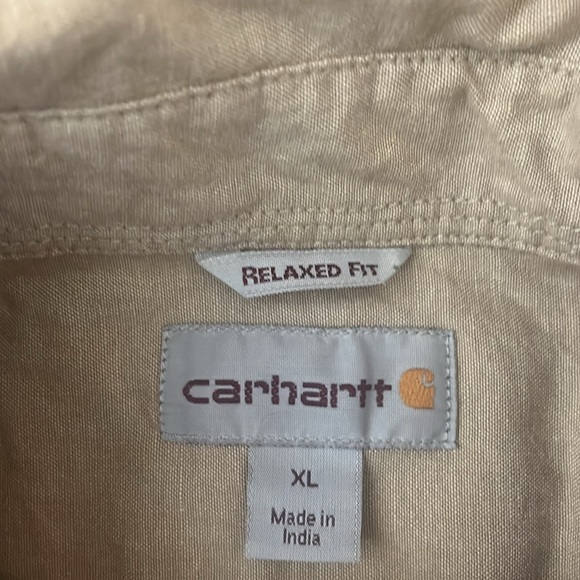 RELAXED FIT
carhartt
XL
Made in
India